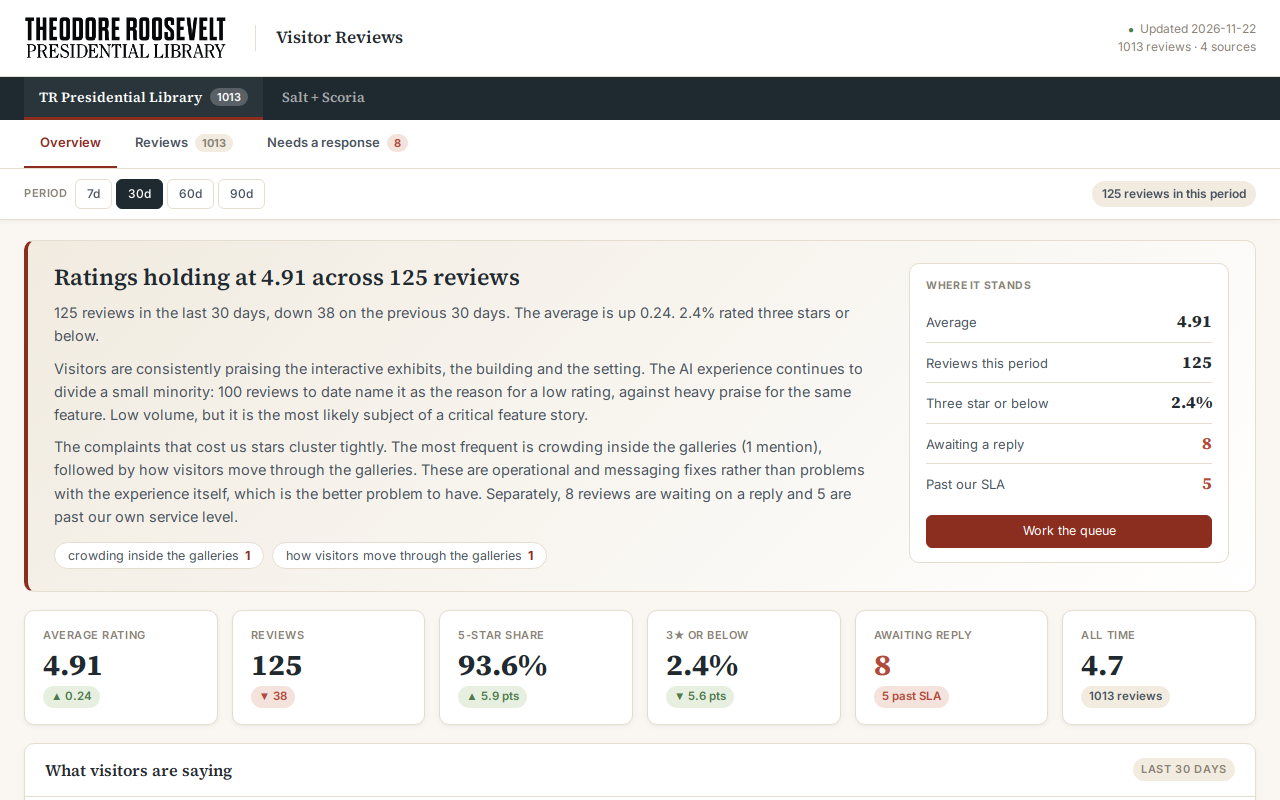 THEODORE ROOSEVELT
PRESIDENTIAL LIBRARY
Visitor Reviews
● Updated 2026-11-22
1013 reviews · 4 sources
TR Presidential Library 1013
Salt + Scoria
Overview
Reviews 1013
Needs a response 8
PERIOD 7d 30d 60d 90d
125 reviews in this period
Ratings holding at 4.91 across 125 reviews
125 reviews in the last 30 days, down 38 on the previous 30 days. The average is up 0.24. 2.4% rated three stars or
below.
Visitors are consistently praising the interactive exhibits, the building and the setting. The AI experience continues to
divide a small minority: 100 reviews to date name it as the reason for a low rating, against heavy praise for the same
feature. Low volume, but it is the most likely subject of a critical feature story.
The complaints that cost us stars cluster tightly. The most frequent is crowding inside the galleries (1 mention),
followed by how visitors move through the galleries. These are operational and messaging fixes rather than problems
with the experience itself, which is the better problem to have. Separately, 8 reviews are waiting on a reply and 5 are
past our own service level.
crowding inside the galleries 1
how visitors move through the galleries 1
WHERE IT STANDS
Average 4.91
Reviews this period 125
Three star or below 2.4%
Awaiting a reply 8
Past our SLA 5
Work the queue
AVERAGE RATING
4.91
▲ 0.24
REVIEWS
125
▼ 38
5-STAR SHARE
93.6%
▲ 5.9 pts
3★ OR BELOW
2.4%
▼ 5.6 pts
AWAITING REPLY
8
5 past SLA
ALL TIME
4.7
1013 reviews
What visitors are saying
LAST 30 DAYS